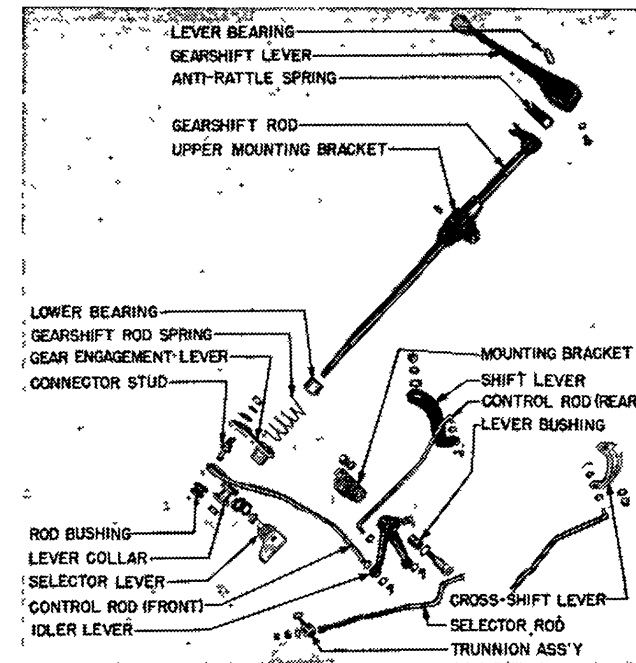 LEVER BEARING
GEARSHIFT LEVER
ANTI-RATTLE SPRING
GEARSHIFT ROD
UPPER MOUNTING BRACKET
LOWER BEARING
GEARSHIFT ROD SPRING
GEAR ENGAGEMENT LEVER
CONNECTOR STUD
MOUNTING BRACKET
SHIFT LEVER
CONTROL ROD (REAR
LEVER BUSHING
ROD BUSHING
LEVER COLLAR
SELECTOR LEVER
CONTROL ROD (FRONT)
IDLER LEVER
CROSS-SHIFT LEVER
SELECTOR ROD
TRUNNION ASS'Y